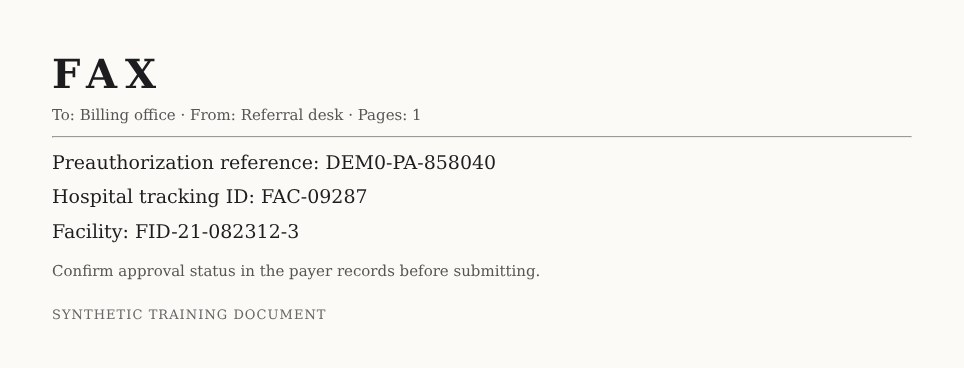 FAX
To: Billing office · From: Referral desk · Pages: 1
Preauthorization reference: DEM0-PA-858040
Hospital tracking ID: FAC-09287
Facility: FID-21-082312-3
Confirm approval status in the payer records before submitting.
SYNTHETIC TRAINING DOCUMENT